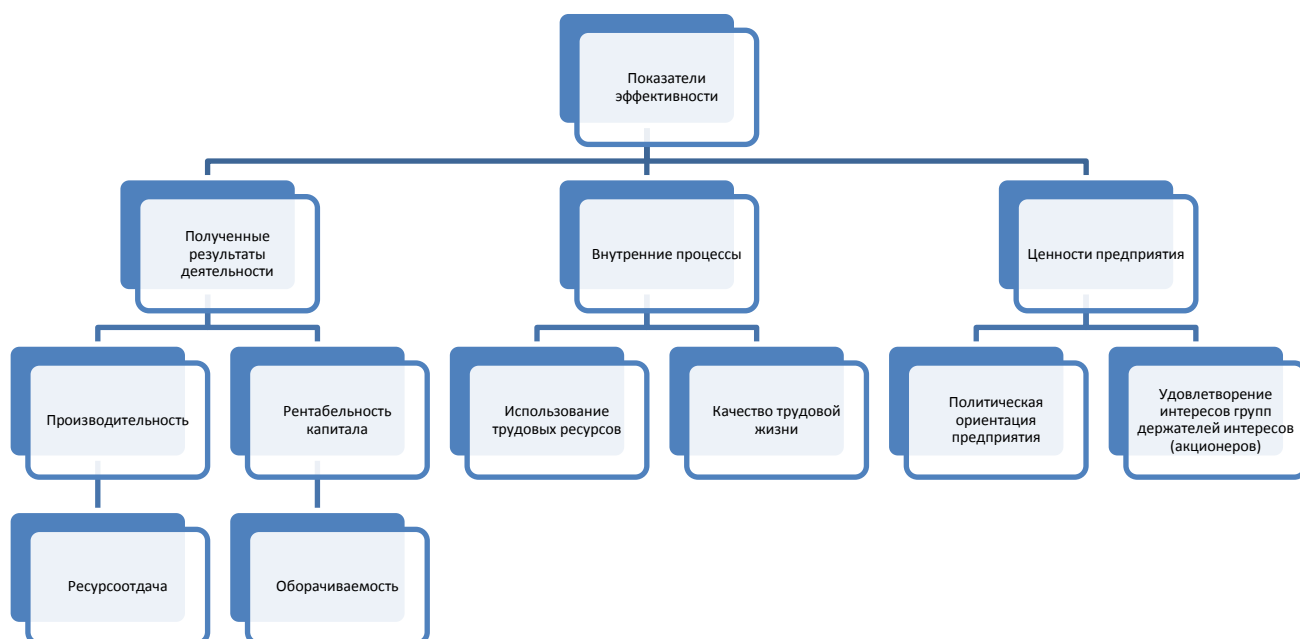 Показатели
эффективности
Полученные
результаты
деятельности
Внутренние процессы
Ценности предприятия
Производительность
Рентабельность
капитала
Использование
трудовых ресурсов
Качество трудовой
жизни
Политическая
ориентация
предприятия
Удовлетворение
интересов групп
держателей интересов
(акционеров)
Ресурсоотдача
Оборачиваемость